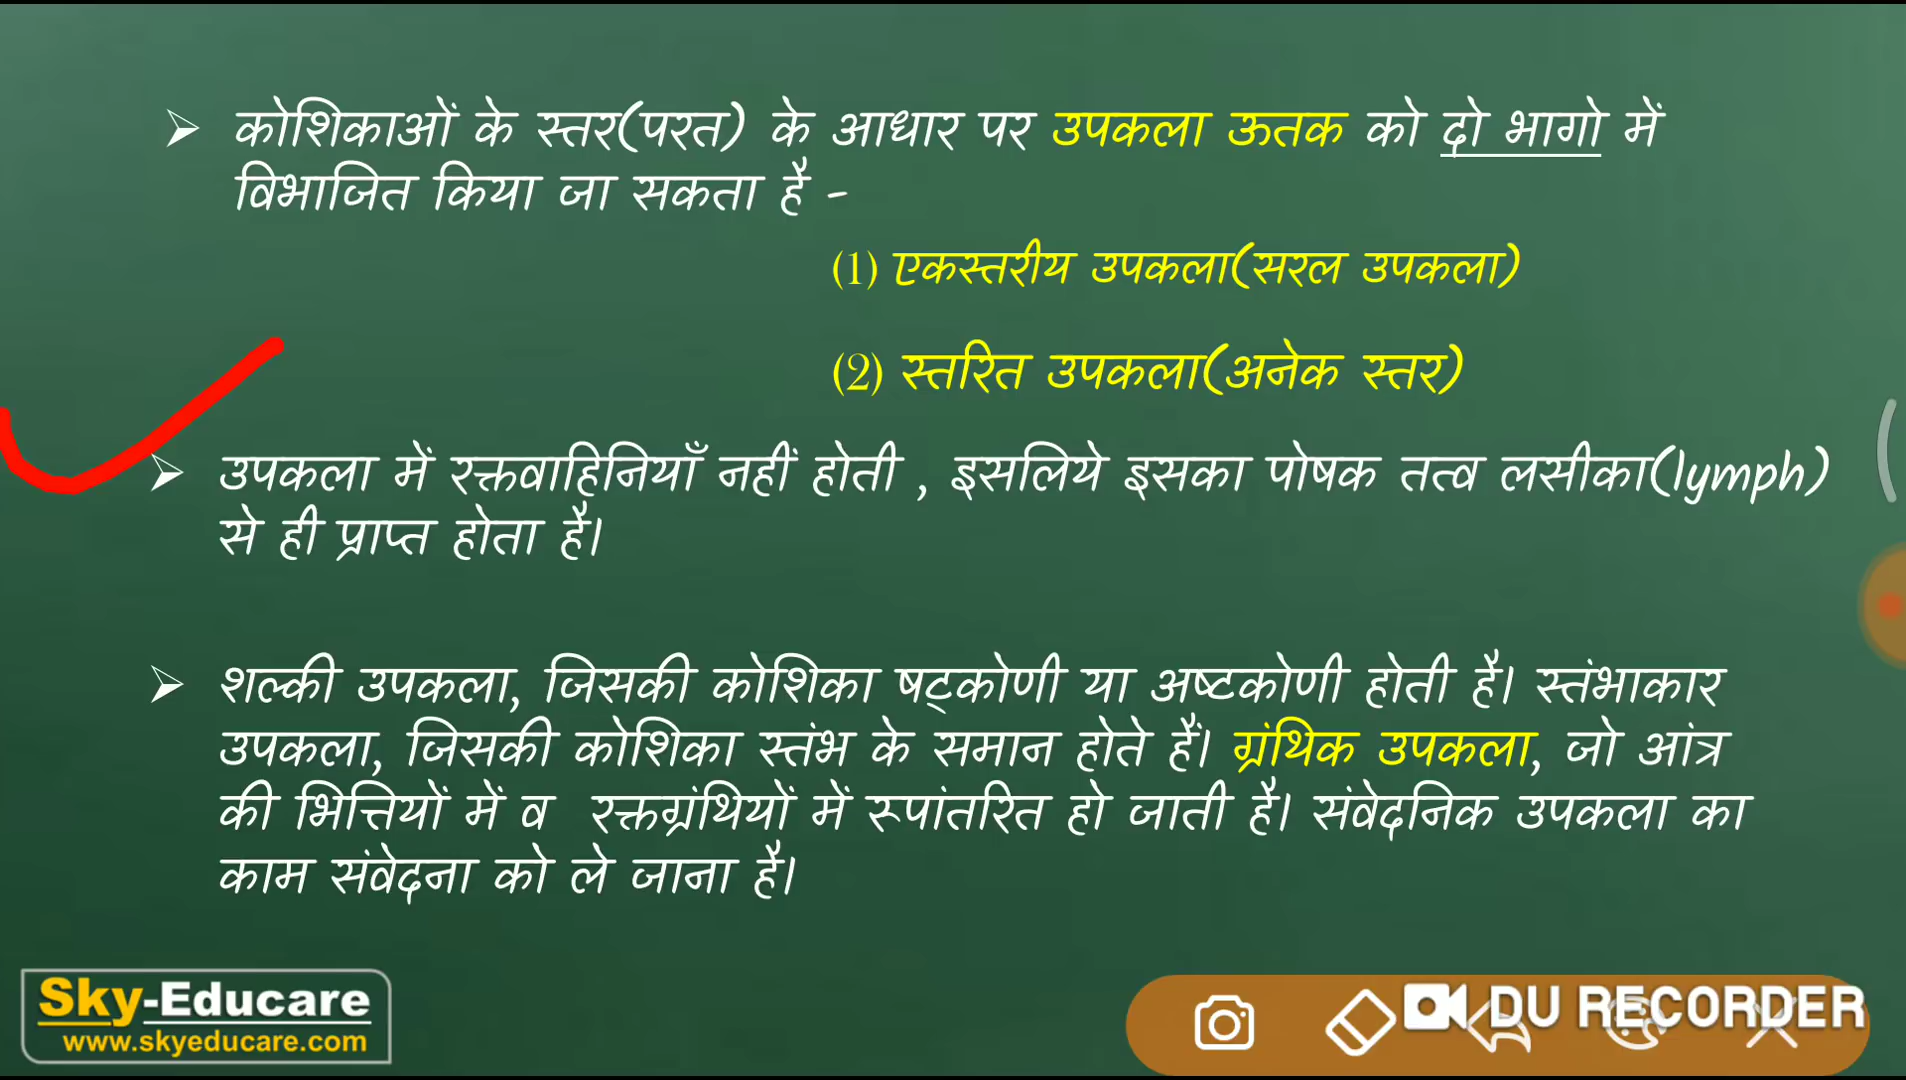 कोशिकाओं के स्तर(परत) के आधार पर उपकला ऊतक को दो भागो में
विभाजित किया जा सकता है -
(1) एकस्तरीय उपकला(सरल उपकला)
(2) स्तरित उपकला(अनेक स्तर)
उपकला में रक्तवाहिनियाँ नहीं होती , इसलिये इसका पोषक तत्व लसीका(lymph)
से ही प्राप्त होता है।
शल्की उपकला, जिसकी कोशिका षट्कोणी या अष्टकोणी होती है। स्तंभाकार
उपकला, जिसकी कोशिका स्तंभ के समान होते हैं। ग्रंथिक उपकला, जो आंत्र
की भित्तियों में व रक्तग्रंथियों में रूपांतरित हो जाती है। संवेदनिक उपकला का
काम संवेदना को ले जाना है।
Sky-Educare
www.skyeducare.com
DU RECORDER